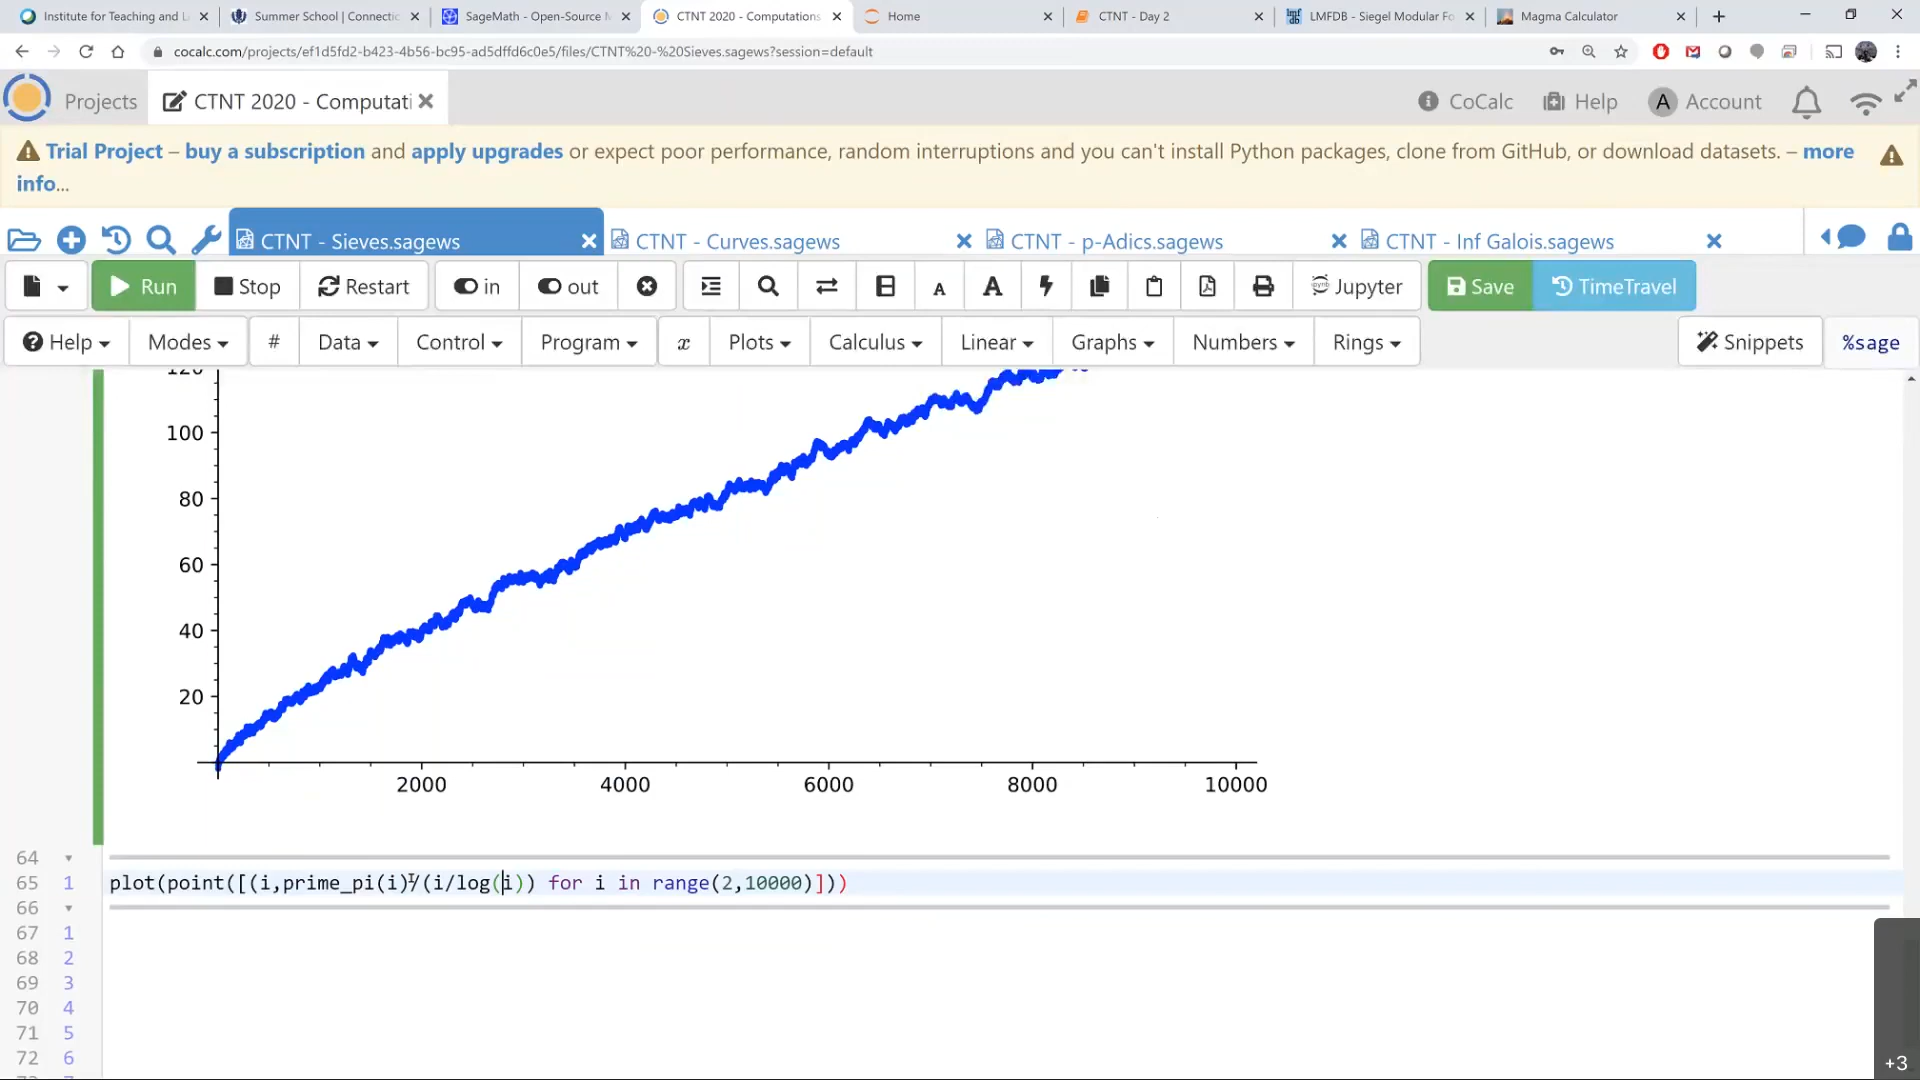 Institute for Teaching and L
Summer School | Connectic
SageMath - Open-Source M
CTNT 2020 - Computations
Home
CTNT - Day 2
LMFDB - Siegel Modular Fo
Magma Calculator
cocalc.com/projects/ef1d5fd2-b423-4b56-bc95-ad5dffd6c0e5/files/CTNT%20-%20Sieves.sagews?session=default
Projects
CTNT 2020 - Computati
CoCalc
Help
A Account
Trial Project – buy a subscription and apply upgrades or expect poor performance, random interruptions and you can't install Python packages, clone from GitHub, or download datasets. – more
info...
CTNT - Sieves.sagews
CTNT - Curves.sagews
CTNT - p-Adics.sagews
CTNT - Inf Galois.sagews
Run
Stop
Restart
in
out
A
A
Jupyter
Save
TimeTravel
Help
Modes
#
Data
Control
Program
x
Plots
Calculus
Linear
Graphs
Numbers
Rings
Snippets
%sage
120
100
80
60
40
20
2000
4000
6000
8000
10000
64
65 1 plot(point([(i,prime_pi(i)/(i/log(i)) for i in range(2,10000)]))
66
67 1
68 2
69 3
70 4
71 5
72 6
+3